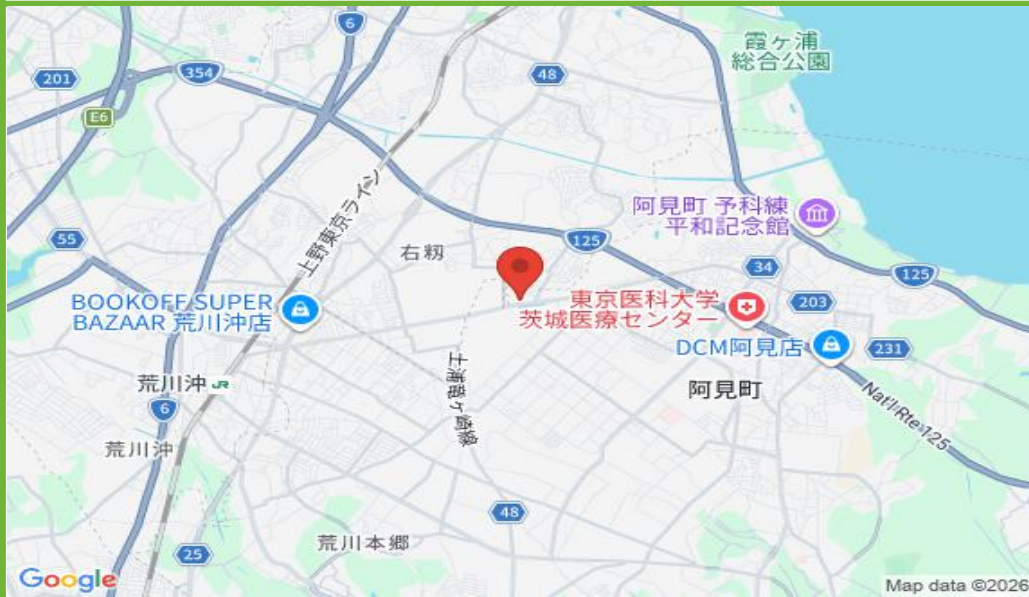 6
霞ヶ浦
総合公園
201
354
48
E6
上野東京ライン
阿見町 予科練
平和記念館
55
右籾
125
34
125
BOOKOFF SUPER
BAZAAR 荒川沖店
東京医科大学
茨城医療センター
203
DCM阿見店
231
土浦竜ヶ崎線
荒川沖 JR
阿見町
6
Nat'l Rte 125
荒川沖
48
荒川本郷
25
Google
Map data ©2026